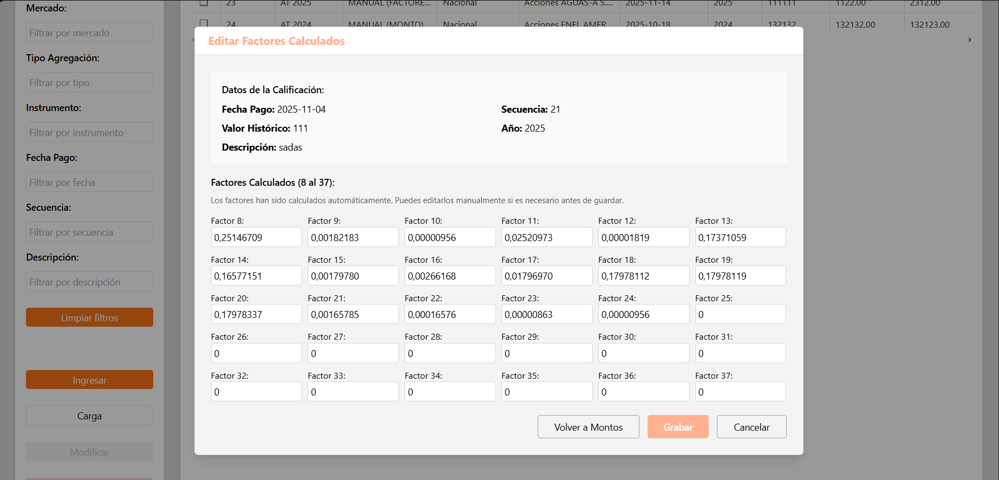 Mercado:
Filtrar por mercado
Tipo Agregación:
Filtrar por tipo
Instrumento:
Filtrar por instrumento
Fecha Pago:
Filtrar por fecha
Secuencia:
Filtrar por secuencia
Descripción:
Filtrar por descripción
Limpiar filtros
Ingresar
Carga
Modificar
23 AT 2025 MANUAL (FACTORE... Nacional Acciones AGUAS-A S.... 2025-11-14 2025 111111 1122.00 2312.00
24 AT 2024 MANUAL (MONTO) Nacional Acciones ENEL AMER 2025-10-18 2024 132132 132132.00 132123.00
Editar Factores Calculados
Datos de la Calificación:
Fecha Pago: 2025-11-04 Secuencia: 21
Valor Histórico: 111 Año: 2025
Descripción: sadas
Factores Calculados (8 al 37):
Los factores han sido calculados automáticamente. Puedes editarlos manualmente si es necesario antes de guardar.
Factor 8: Factor 9: Factor 10: Factor 11: Factor 12: Factor 13:
0,25146709 0,00182183 0,00000956 0,02520973 0,00001819 0,17371059
Factor 14: Factor 15: Factor 16: Factor 17: Factor 18: Factor 19:
0,16577151 0,00179780 0,00266168 0,01796970 0,17978112 0,17978119
Factor 20: Factor 21: Factor 22: Factor 23: Factor 24: Factor 25:
0,17978337 0,00165785 0,00016576 0,00000863 0,00000956 0
Factor 26: Factor 27: Factor 28: Factor 29: Factor 30: Factor 31:
0 0 0 0 0 0
Factor 32: Factor 33: Factor 34: Factor 35: Factor 36: Factor 37:
0 0 0 0 0 0
Volver a Montos Grabar Cancelar